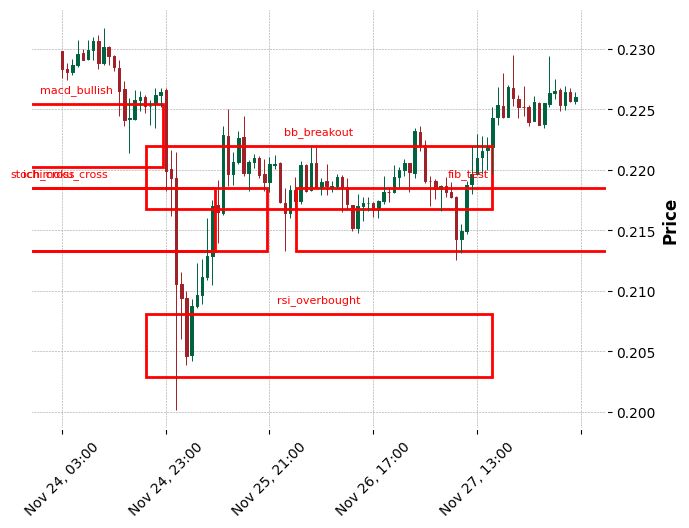 macd_bullish
bb_breakout
stoch_cross
ichimoku_cross
fib_test
rsi_overbought
0.230
0.225
0.220
0.215
0.210
0.205
0.200
Price
Nov 24, 03:00
Nov 24, 23:00
Nov 25, 21:00
Nov 26, 17:00
Nov 27, 13:00